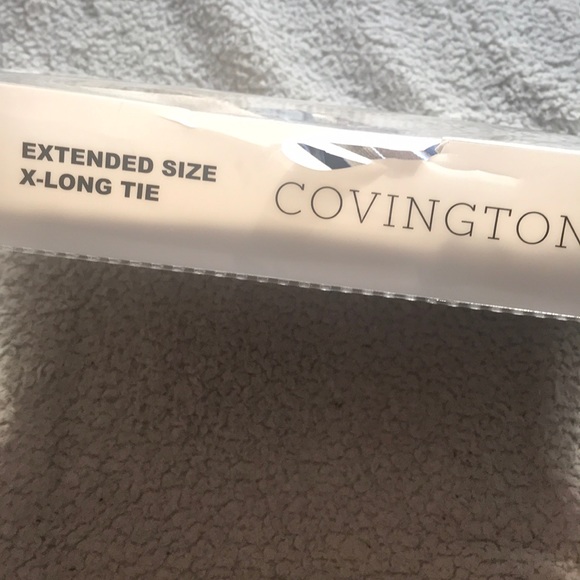 EXTENDED SIZE
X-LONG TIE
COVINGTON